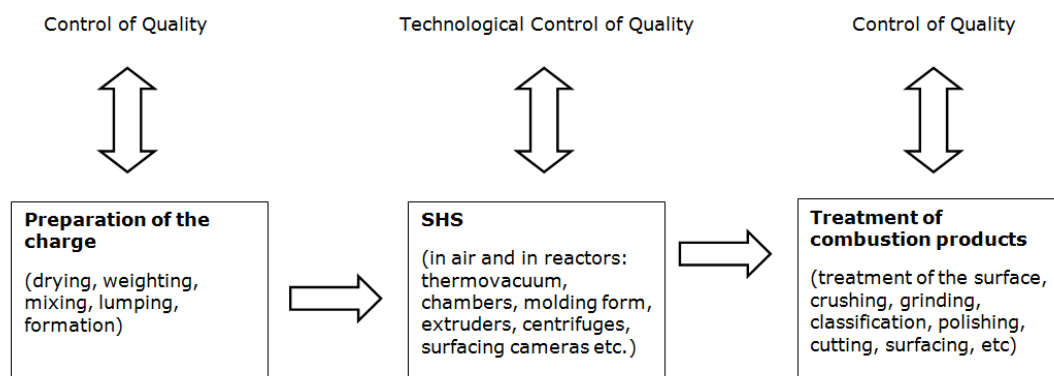 Control of Quality
Technological Control of Quality
Control of Quality
Preparation of the
charge
(drying, weighting,
mixing, lumping,
formation)
SHS
(in air and in reactors:
thermovacuum,
chambers, molding form,
extruders, centrifuges,
surfacing cameras etc.)
Treatment of
combustion products
(treatment of the surface,
crushing, grinding,
classification, polishing,
cutting, surfacing, etc)